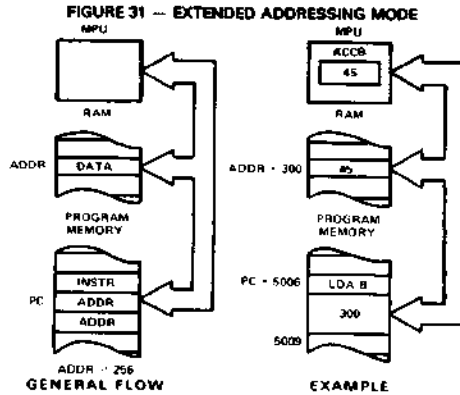 FIGURE 31 — EXTENDED ADDRESSING MODE
MPU
RAM
ADDR
DATA
PROGRAM
MEMORY
INSTR
PC
ADDR
ADDR
ADDR · 256
GENERAL FLOW
MPU
ACCB
45
RAM
ADDR · 300
45
PROGRAM
MEMORY
PC · 5006
LDA B
300
5009
EXAMPLE